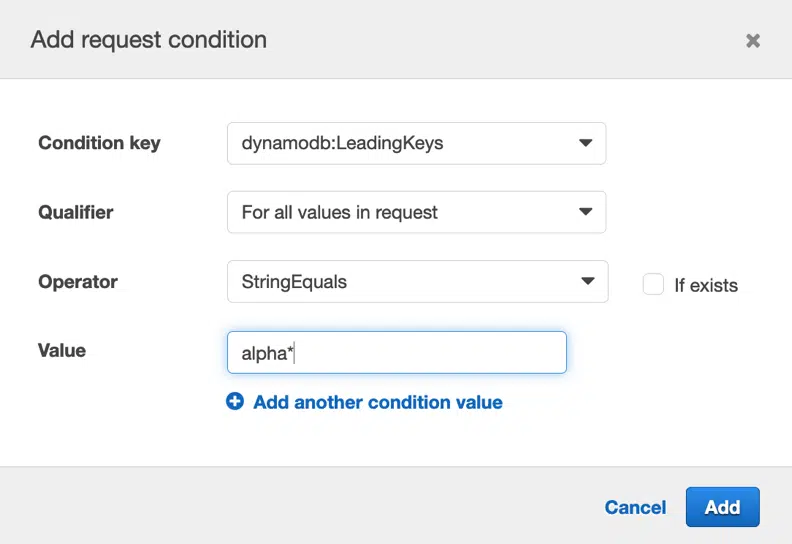 Add request condition
Condition key
dynamodb:LeadingKeys
Qualifier
For all values in request
Operator
StringEquals
If exists
Value
alpha*
Add another condition value
Cancel
Add